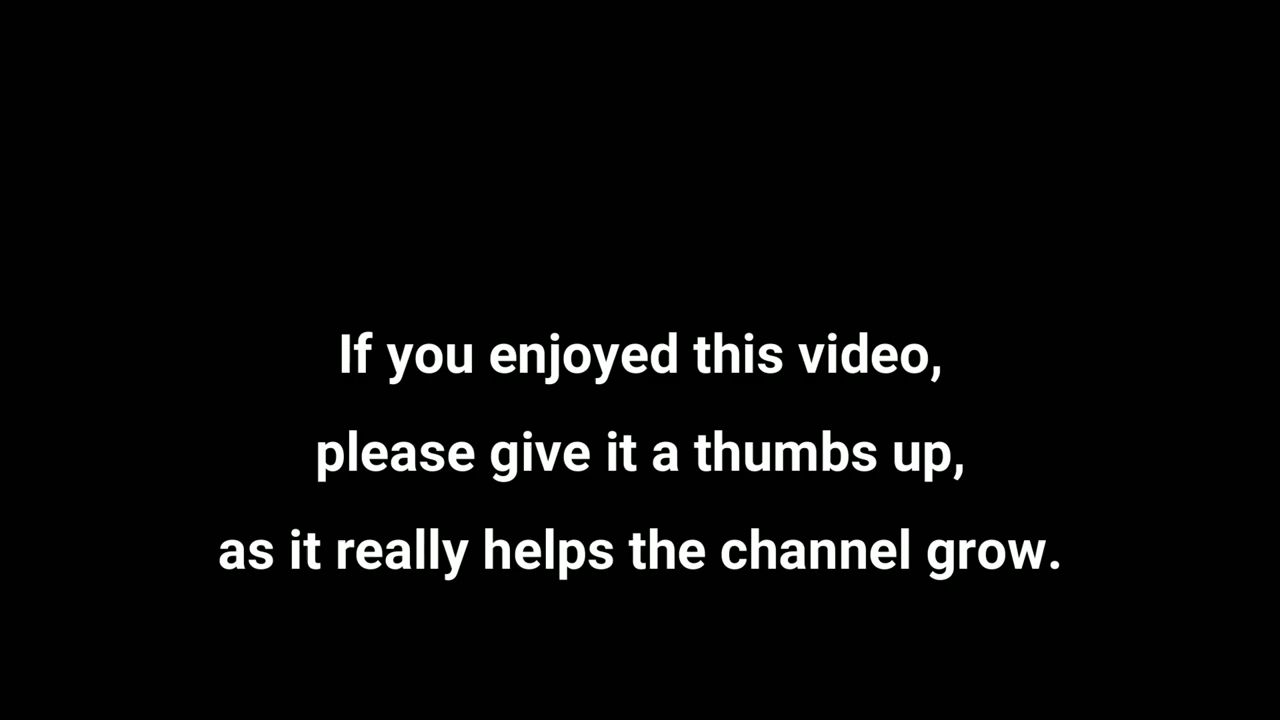 If you enjoyed this video,
please give it a thumbs up,
as it really helps the channel grow.